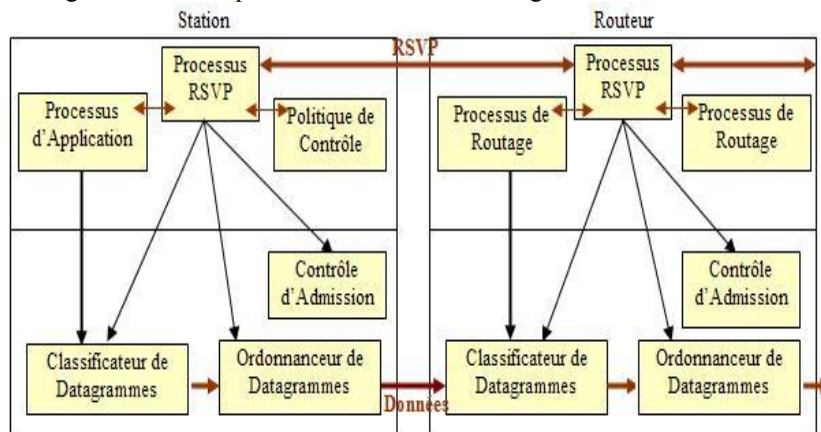 Station
Routeur
RSVP
Processus
RSVP
Processus
d'Application
Politique de
Contrôle
Processus
RSVP
Processus de
Routage
Processus de
Routage
Contrôle
d'Admission
Contrôle
d'Admission
Classificateur de
Datagrammes
Ordonnanceur de
Datagrammes
Données
Classificateur de
Datagrammes
Ordonnanceur de
Datagrammes